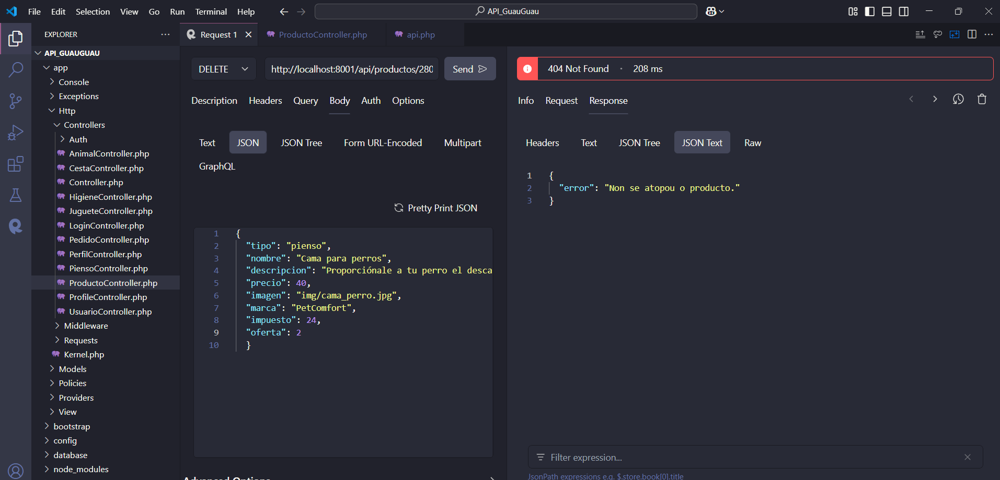 File Edit Selection View Go Run Terminal Help
API_GuauGuau
EXPLORER
API_GUAUGUAU
app
Console
Exceptions
Http
Controllers
Auth
AnimalController.php
CestaController.php
Controller.php
HigieneController.php
JugueteController.php
LoginController.php
PedidoController.php
PerfilController.php
PiensoController.php
ProductoController.php
ProfileController.php
UsuarioController.php
Middleware
Requests
Kernel.php
Models
Policies
Providers
View
bootstrap
config
database
node_modules
Request 1 ProductoController.php api.php
DELETE http://localhost:8001/api/productos/280 Send
Description Headers Query Body Auth Options
Text JSON JSON Tree Form URL-Encoded Multipart
GraphQL
Pretty Print JSON
1 {
2 "tipo": "pienso",
3 "nombre": "Cama para perros",
4 "descripcion": "Proporciónale a tu perro el desca
5 "precio": 40,
6 "imagen": "img/cama_perro.jpg",
7 "marca": "PetComfort",
8 "impuesto": 24,
9 "oferta": 2
10 }
Advanced Options
404 Not Found · 208 ms
Info Request Response
Headers Text JSON Tree JSON Text Raw
1 {
2 "error": "Non se atopou o producto."
3 }
Filter expression...
JsonPath expressions e.g. $.store.book[0].title